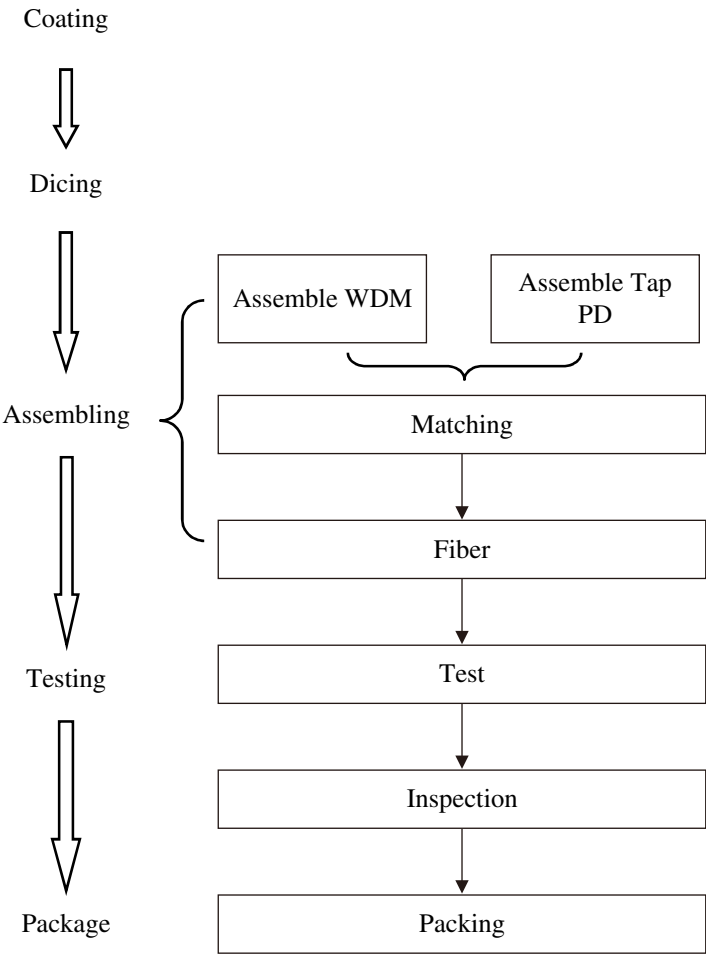 Coating
Dicing
Assemble WDM
Assemble Tap
PD
Assembling
Matching
Fiber
Testing
Test
Inspection
Package
Packing